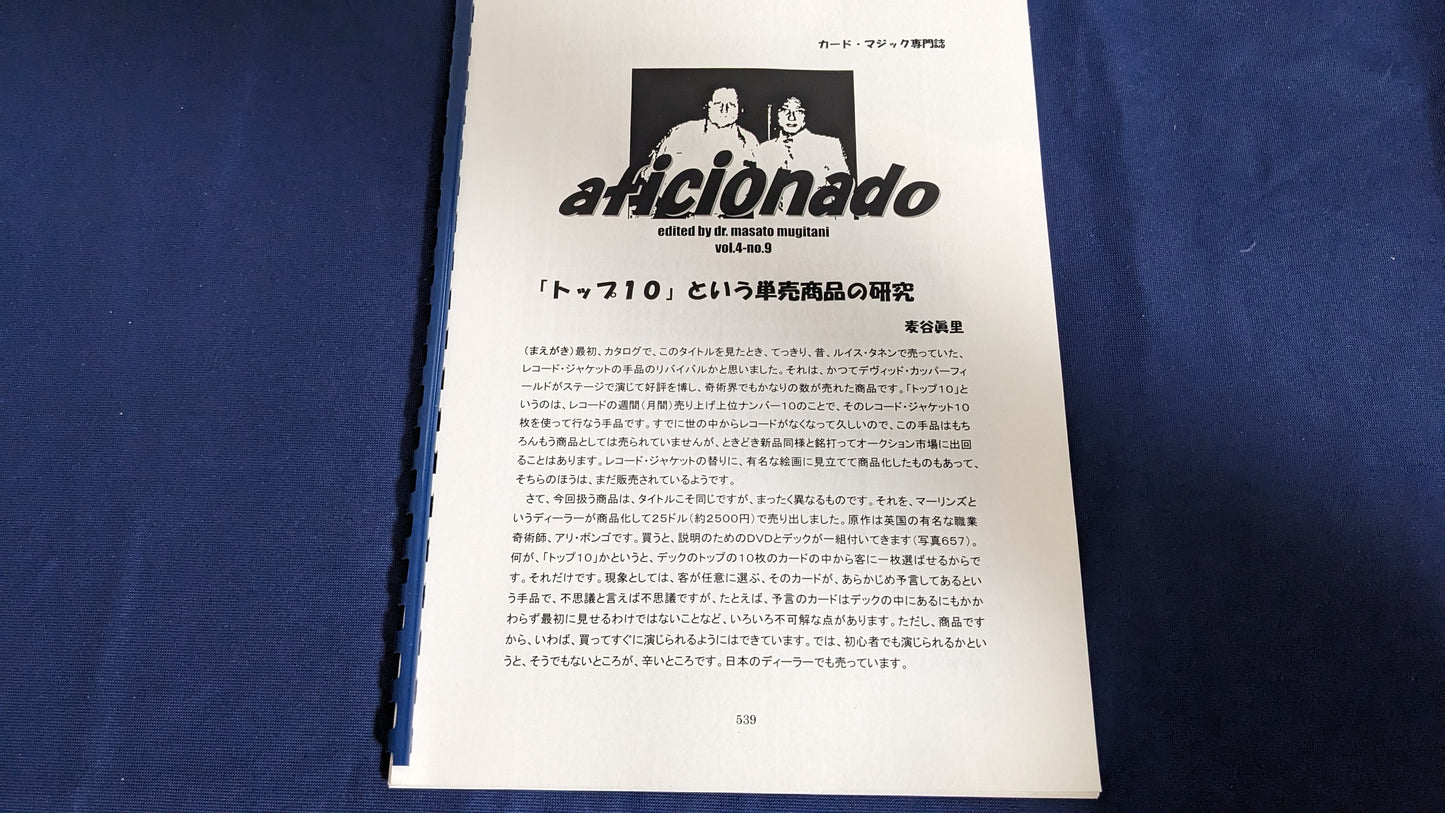 カード・マジック専門誌
aficionado
edited by dr. masato mugitani
vol.4-no.9
「トップ１０」という単売商品の研究
麦谷眞里
（まえがき）最初、カタログで、このタイトルを見たとき、てっきり、昔、ルイス・タネンで売っていた、
レコード・ジャケットの手品のリバイバルかと思いました。それは、かつてデヴィッド・カッパーフィ
ールドがステージで演じて好評を博し、奇術界でもかなりの数が売れた商品です。「トップ10」と
いうのは、レコードの週間（月間）売り上げ上位ナンバー10のことで、そのレコード・ジャケット10
枚を使って行なう手品です。すでに世の中からレコードがなくなって久しいので、この手品はもち
ろんもう商品としては売られていませんが、ときどき新品同様と銘打ってオークション市場に出回
ることはあります。レコード・ジャケットの替りに、有名な絵画に見立てて商品化したものもあって、
そちらのほうは、まだ販売されているようです。
さて、今回扱う商品は、タイトルこそ同じですが、まったく異なるものです。それを、マーリンズと
いうディーラーが商品化して25ドル（約2500円）で売り出しました。原作は英国の有名な職業
奇術師、アリ・ボンゴです。買うと、説明のためのDVDとデックが一組付いてきます（写真657）。
何が、「トップ10」かというと、デックのトップの10枚のカードの中から客に一枚選ばせるからで
す。それだけです。現象としては、客が任意に選ぶ、そのカードが、あらかじめ予言してあるとい
う手品で、不思議と言えば不思議ですが、たとえば、予言のカードはデックの中にあるにもかか
わらず最初に見せるわけではないことなど、いろいろ不可解な点があります。ただし、商品です
から、いわば、買ってすぐに演じられるようにはできています。では、初心者でも演じられるかとい
うと、そうでもないところが、辛いところです。日本のディーラーでも売っています。
539